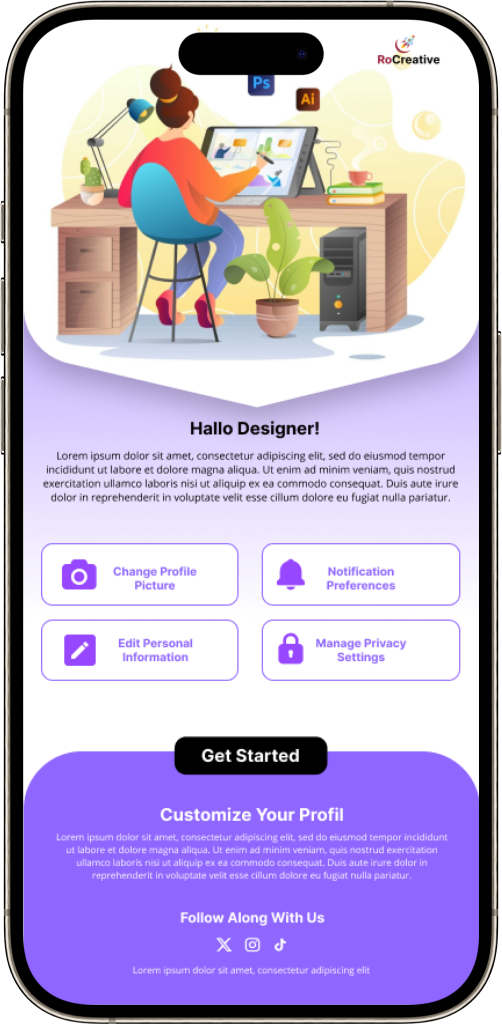 RoCreative
Ps
Ai
Hallo Designer!
Lorem ipsum dolor sit amet, consectetur adipiscing elit, sed do eiusmod tempor
incididunt ut labore et dolore magna aliqua. Ut enim ad minim veniam, quis nostrud
exercitation ullamco laboris nisi ut aliquip ex ea commodo consequat. Duis aute irure
dolor in reprehenderit in voluptate velit esse cillum dolore eu fugiat nulla pariatur.
Change Profile
Picture
Notification
Preferences
Edit Personal
Information
Manage Privacy
Settings
Get Started
Customize Your Profil
Lorem ipsum dolor sit amet, consectetur adipiscing elit, sed do eiusmod tempor incididunt
ut labore et dolore magna aliqua. Ut enim ad minim veniam, quis nostrud exercitation
ullamco laboris nisi ut aliquip ex ea commodo consequat. Duis aute irure dolor in
reprehenderit in voluptate velit esse cillum dolore eu fugiat nulla pariatur.
Follow Along With Us
Lorem ipsum dolor sit amet, consectetur adipiscing elit